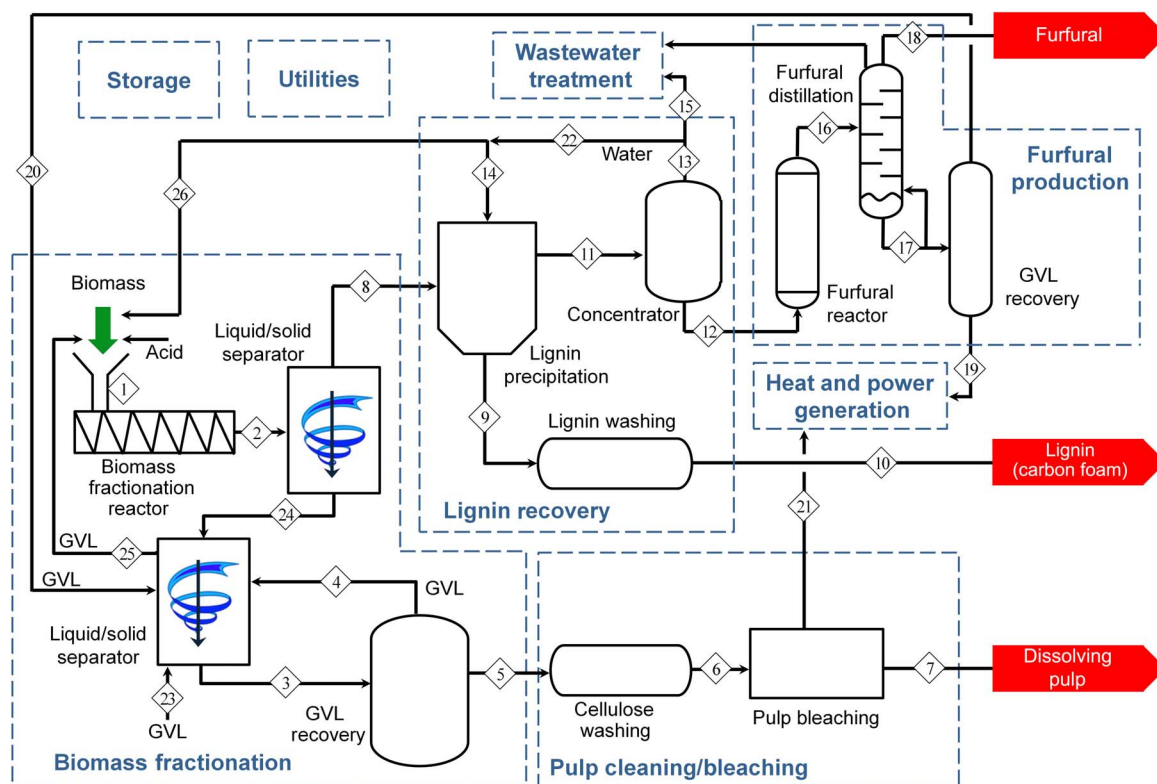 Storage
Utilities
Wastewater
treatment
Furfural
distillation
18
Furfural
15
16
22
Water
13
Furfural
production
20
26
14
11
17
8
GVL
recovery
Biomass
Concentrator
12
Furfural
reactor
Liquid/solid
separator
Acid
Lignin
precipitation
19
1
Heat and power
generation
9
Lignin washing
2
Biomass
fractionation
reactor
10
Lignin
(carbon foam)
Lignin recovery
24
21
GVL
25
GVL
4
GVL
Liquid/solid
separator
3
5
6
7
Dissolving
pulp
23
GVL
GVL
recovery
Cellulose
washing
Pulp bleaching
Biomass fractionation
Pulp cleaning/bleaching